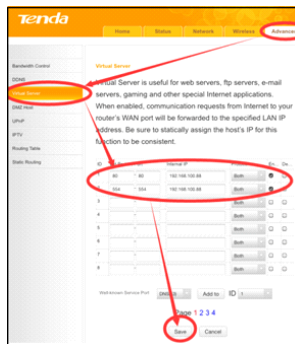 Tenda
Home Status Network Wireless Advanced
Bandwidth Control
DDNS
Virtual Server
DMZ Host
UPnP
IPTV
Routing Table
Static Routing
Virtual Server
Virtual Server is useful for web servers, ftp servers, e-mail
servers, gaming and other special Internet applications.
When enabled, communication requests from Internet to your
router's WAN port will be forwarded to the specified LAN IP
address. Be sure to statically assign the host's IP for this
function to be consistent.
ID Internal IP En De
80 - 80 192.168.100.88 Both
554 - 554 192.168.100.88 Both
3 - Both
4 - Both
5 - Both
6 - Both
7 - Both
8 - Both
Well-known Service Port Add to ID 1
Page 1 2 3 4
Save Cancel